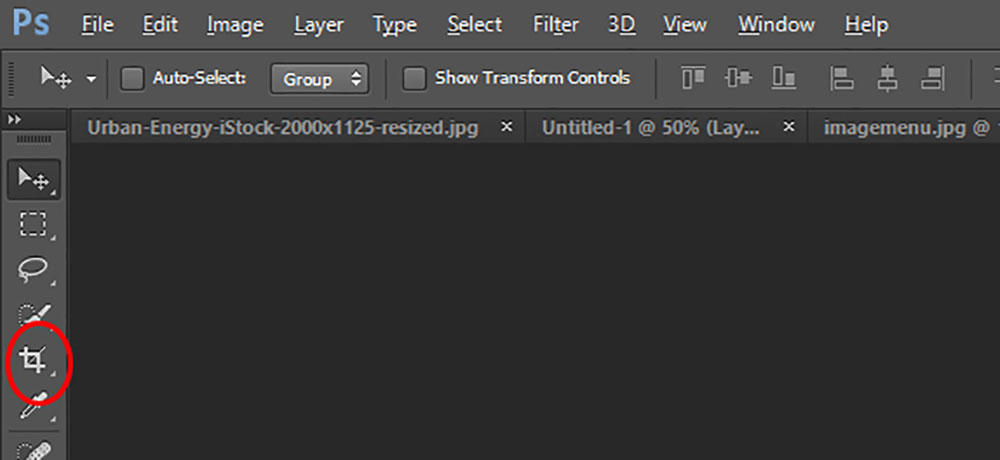 Ps File Edit Image Layer Type Select Filter 3D View Window Help
Auto-Select: Group Show Transform Controls
Urban-Energy-iStock-2000x1125-resized.jpg × Untitled-1 @ 50% (Lay... × imagemenu.jpg @